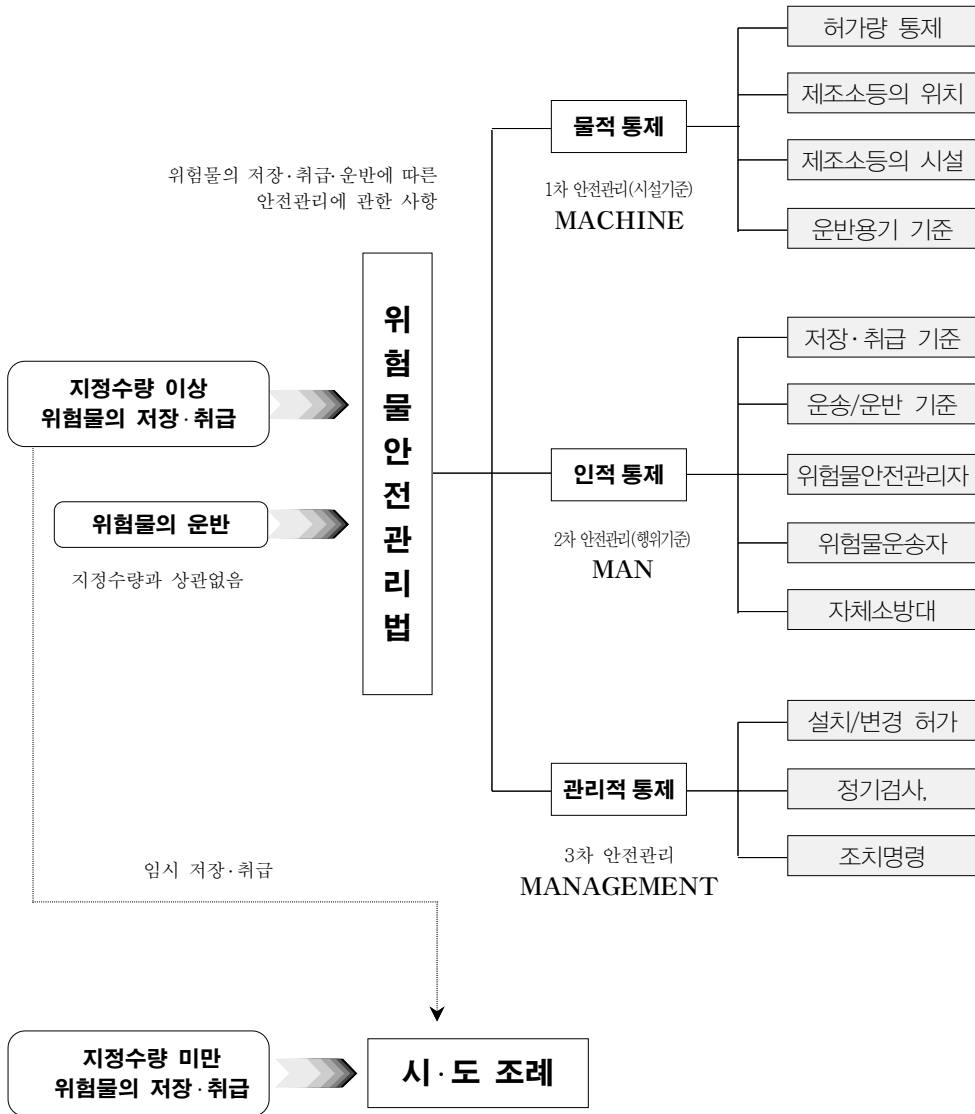 허가량 통제
제조소등의 위치
제조소등의 시설
운반용기 기준
물적 통제
1차 안전관리(시설기준)
MACHINE
위험물의 저장·취급·운반에 따른
안전관리에 관한 사항
위험물안전관리법
지정수량 이상
위험물의 저장·취급
위험물의 운반
지정수량과 상관없음
저장·취급 기준
운송/운반 기준
위험물안전관리자
위험물운송자
자체소방대
인적 통제
2차 안전관리(행위기준)
MAN
설치/변경 허가
정기검사,
조치명령
관리적 통제
3차 안전관리
MANAGEMENT
임시 저장·취급
지정수량 미만
위험물의 저장·취급
시·도 조례